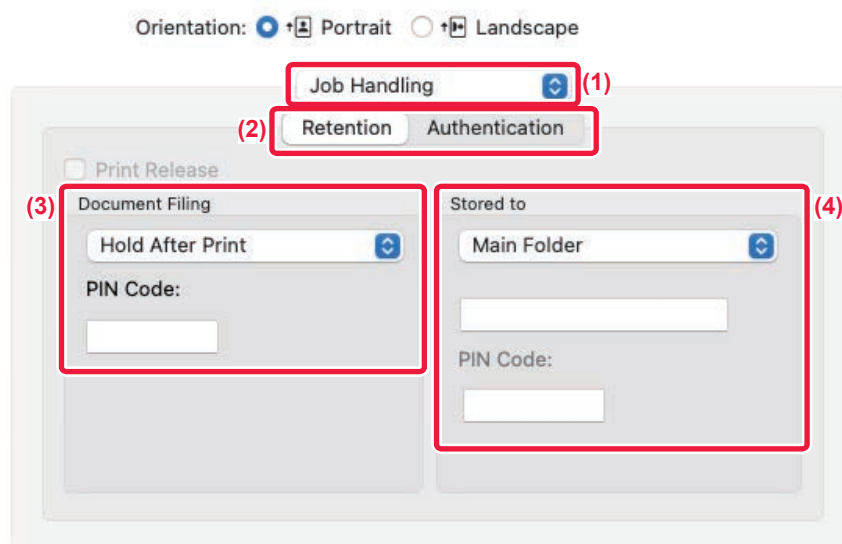 Orientation: Portrait Landscape
Job Handling (1)
(2) Retention Authentication
Print Release
(3) Document Filing Stored to (4)
Hold After Print Main Folder
PIN Code:
PIN Code: